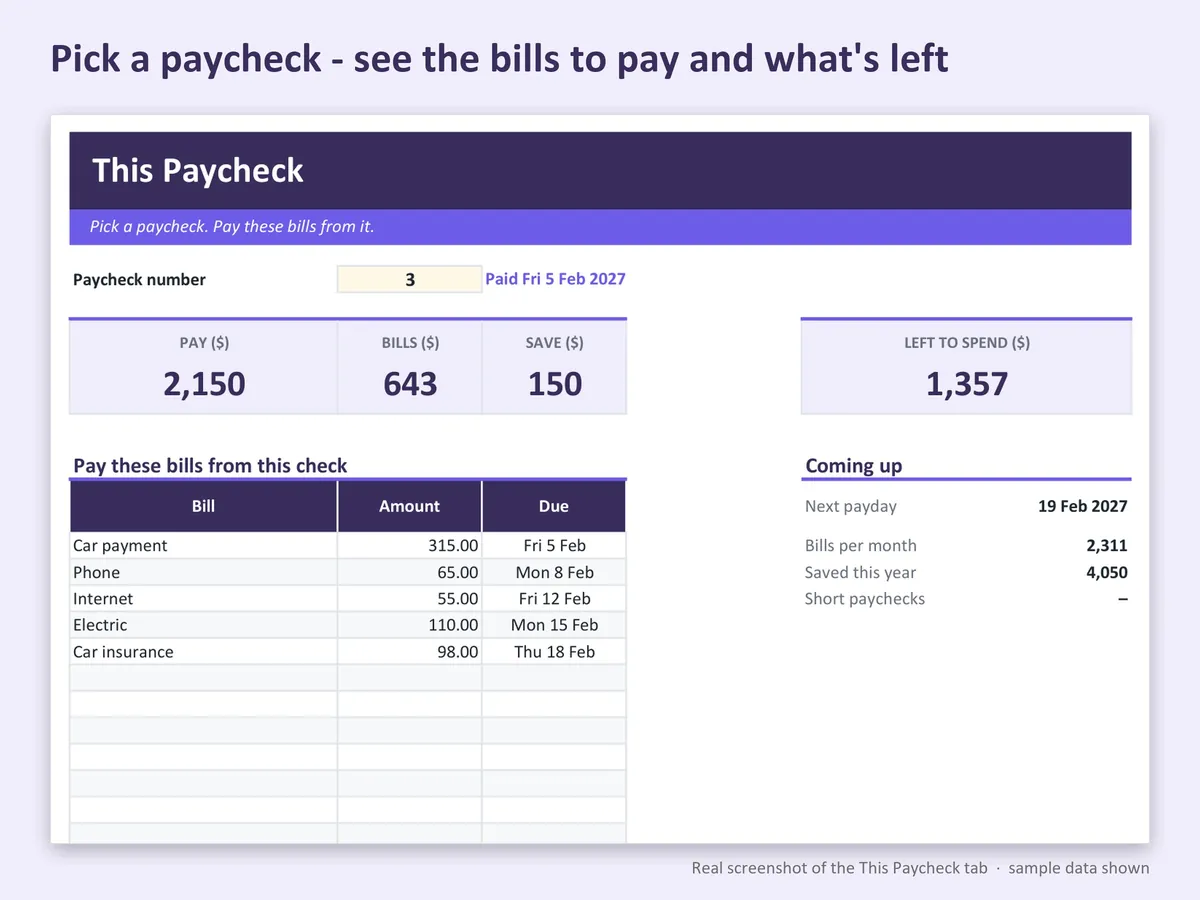 Pick a paycheck - see the bills to pay and what's left
This Paycheck
Pick a paycheck. Pay these bills from it.
Paycheck number 3 Paid Fri 5 Feb 2027
PAY ($) BILLS ($) SAVE ($) LEFT TO SPEND ($)
2,150 643 150 1,357
Pay these bills from this check
Bill Amount Due
Car payment 315.00 Fri 5 Feb
Phone 65.00 Mon 8 Feb
Internet 55.00 Fri 12 Feb
Electric 110.00 Mon 15 Feb
Car insurance 98.00 Thu 18 Feb
Coming up
Next payday 19 Feb 2027
Bills per month 2,311
Saved this year 4,050
Short paychecks –
Real screenshot of the This Paycheck tab · sample data shown